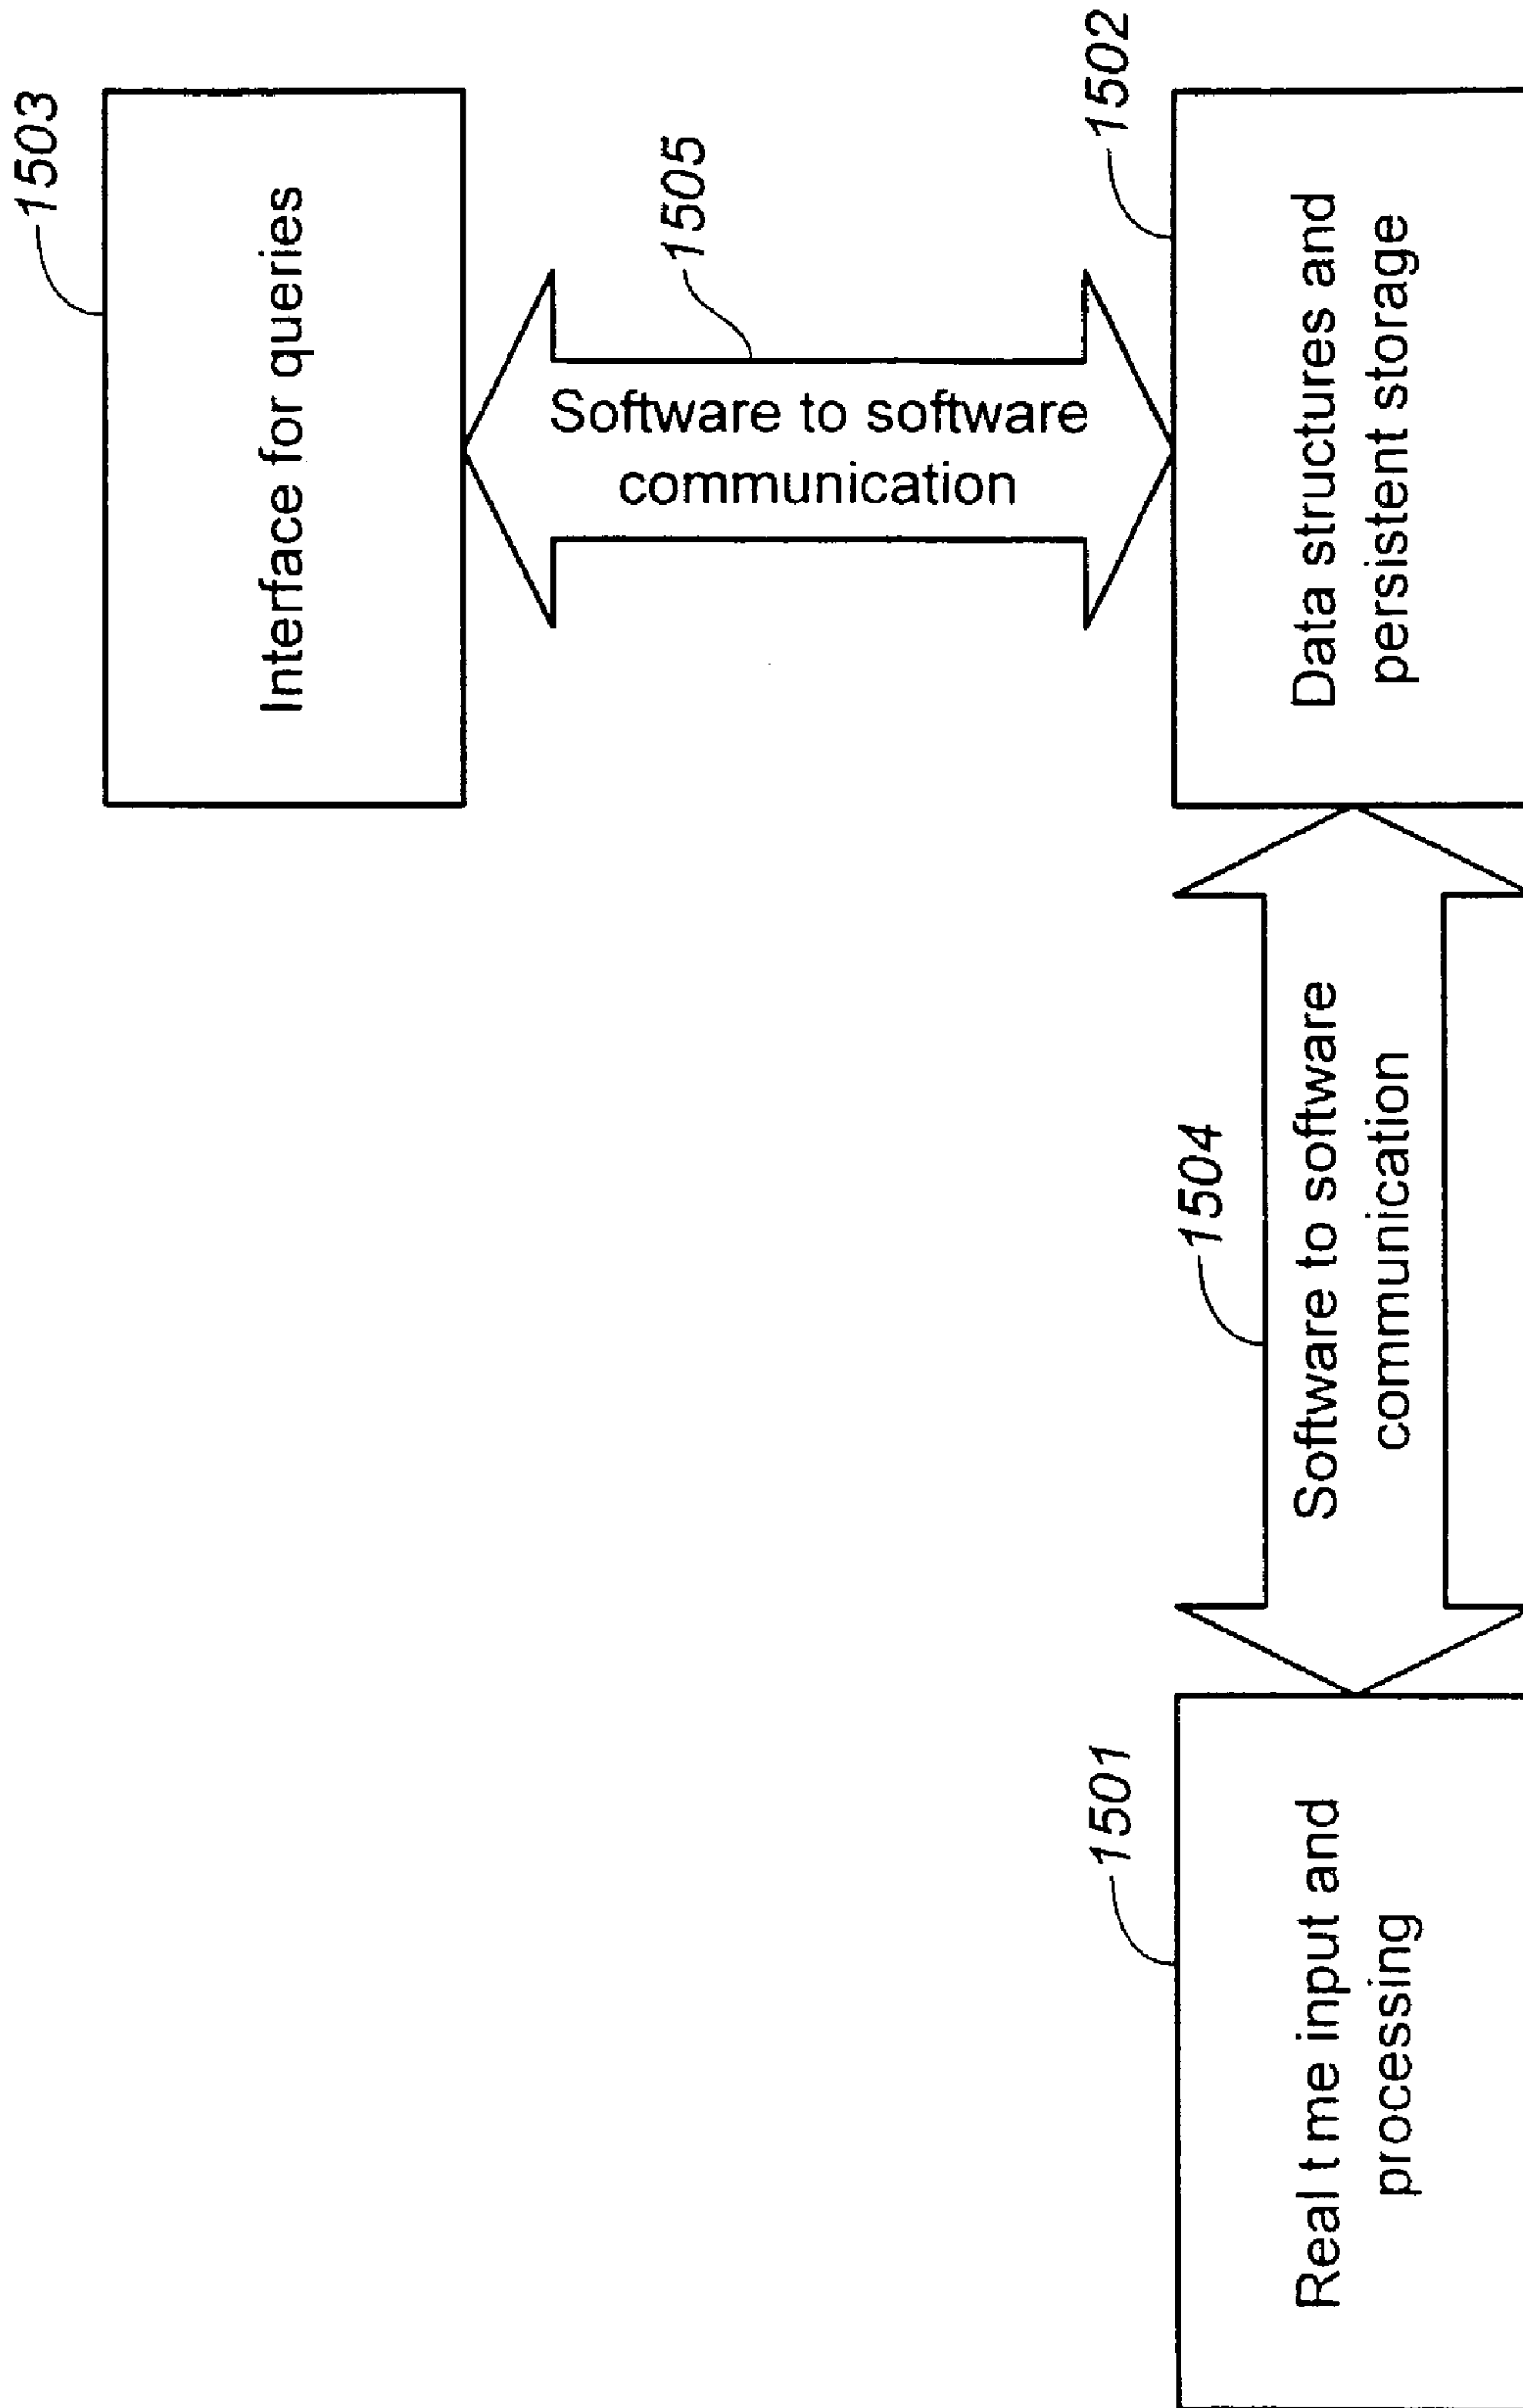 1503
Interface for queries
1505
Software to software
communication
1502
Data structures and
persistent storage
1504
Software to software
communication
1501
Real t me input and
processing